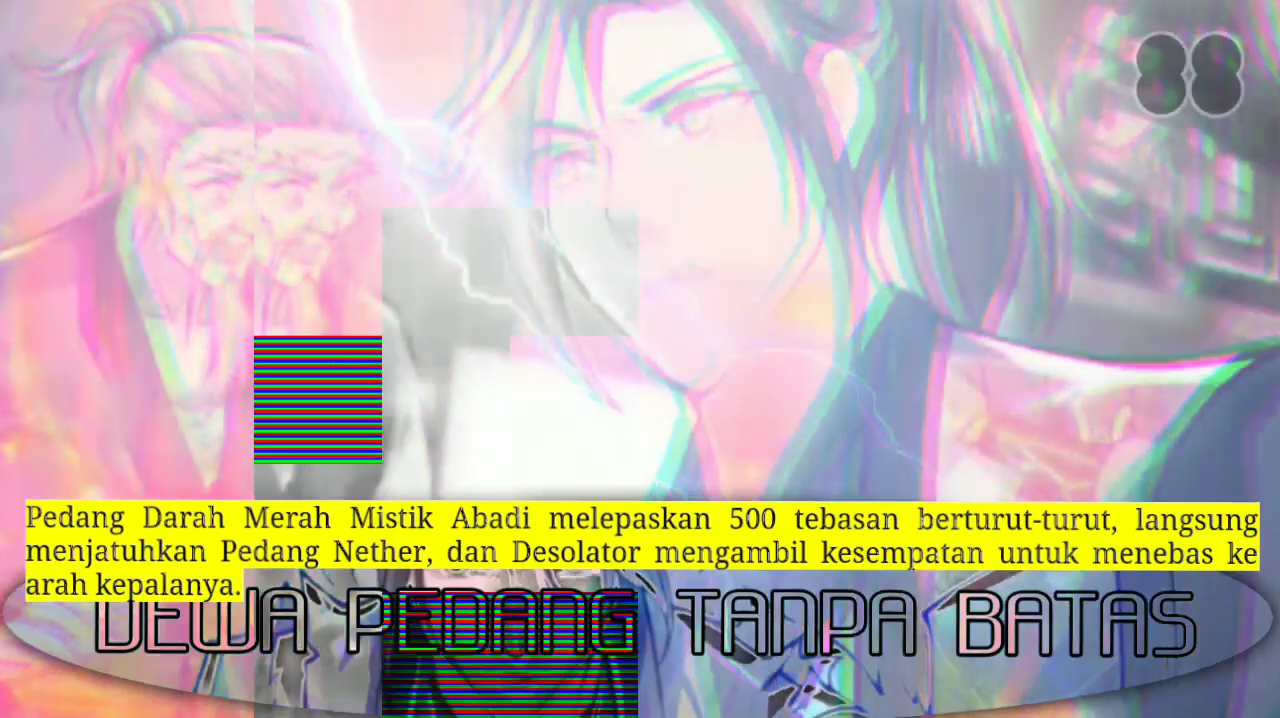 88
Pedang Darah Merah Mistik Abadi melepaskan 500 tebasan berturut-turut, langsung
menjatuhkan Pedang Nether, dan Desolator mengambil kesempatan untuk menebas ke
arah kepalanya.
DEWA PEDANG TANPA BATAS